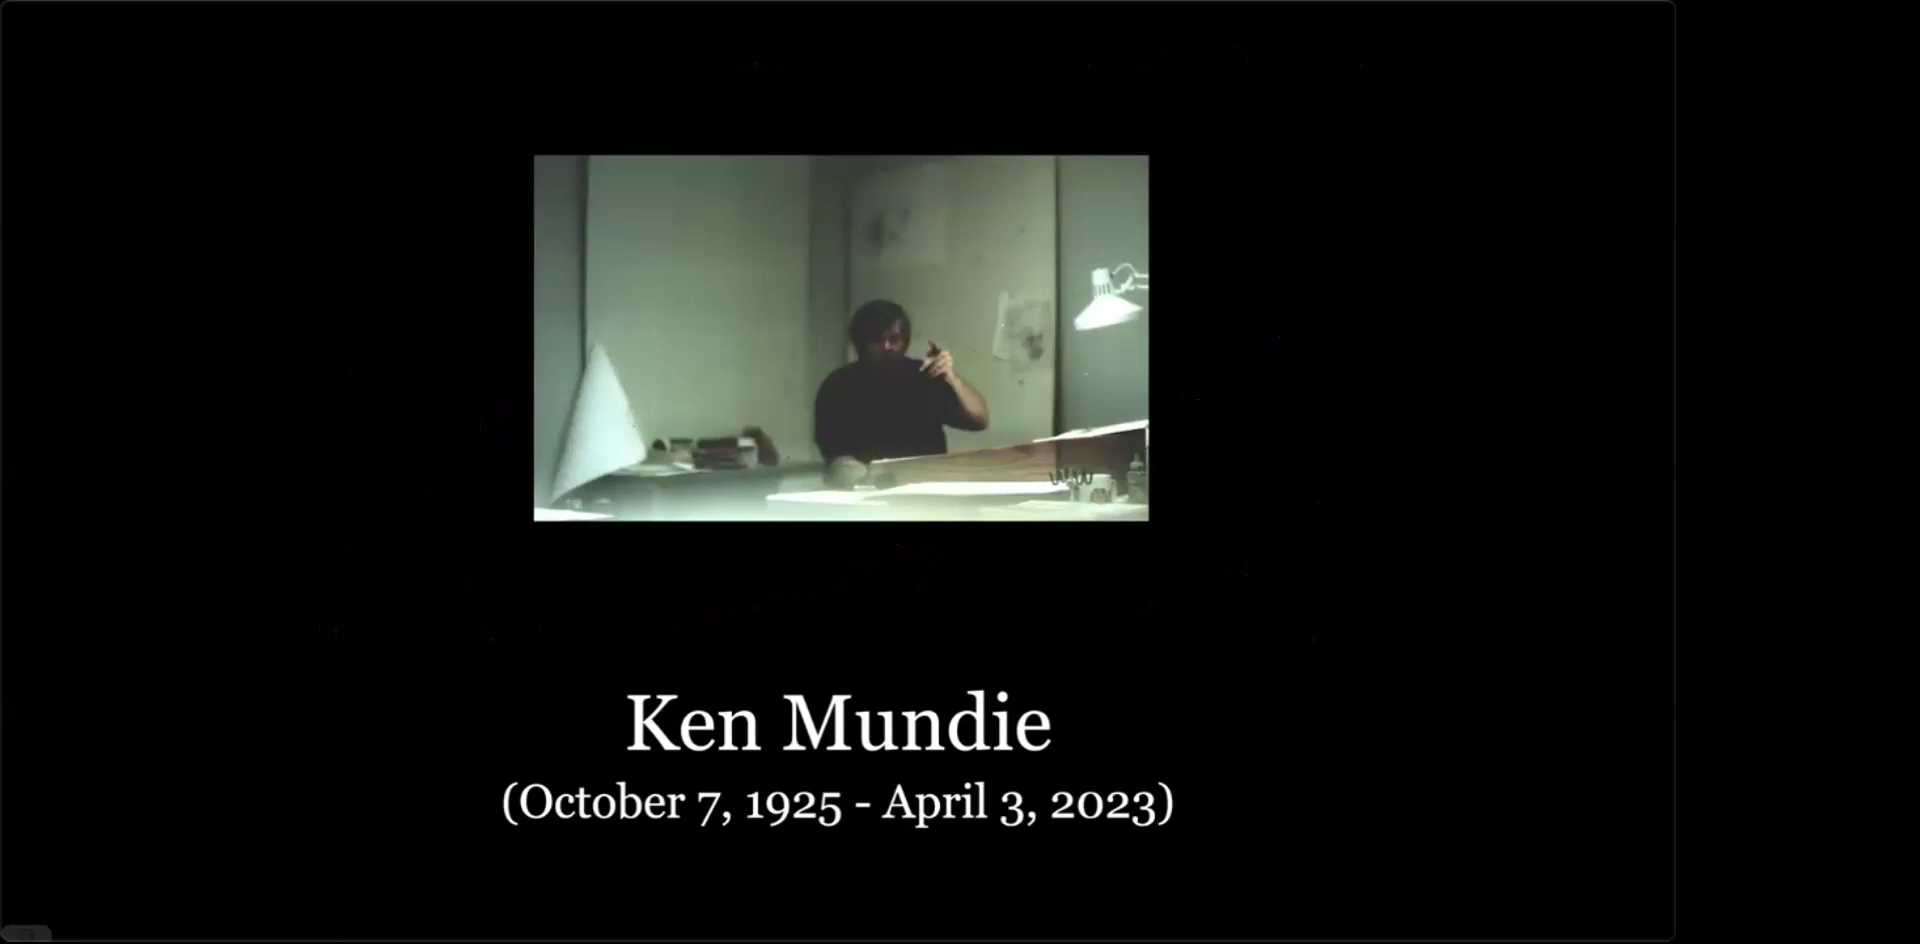 Ken Mundie
(October 7, 1925 - April 3, 2023)